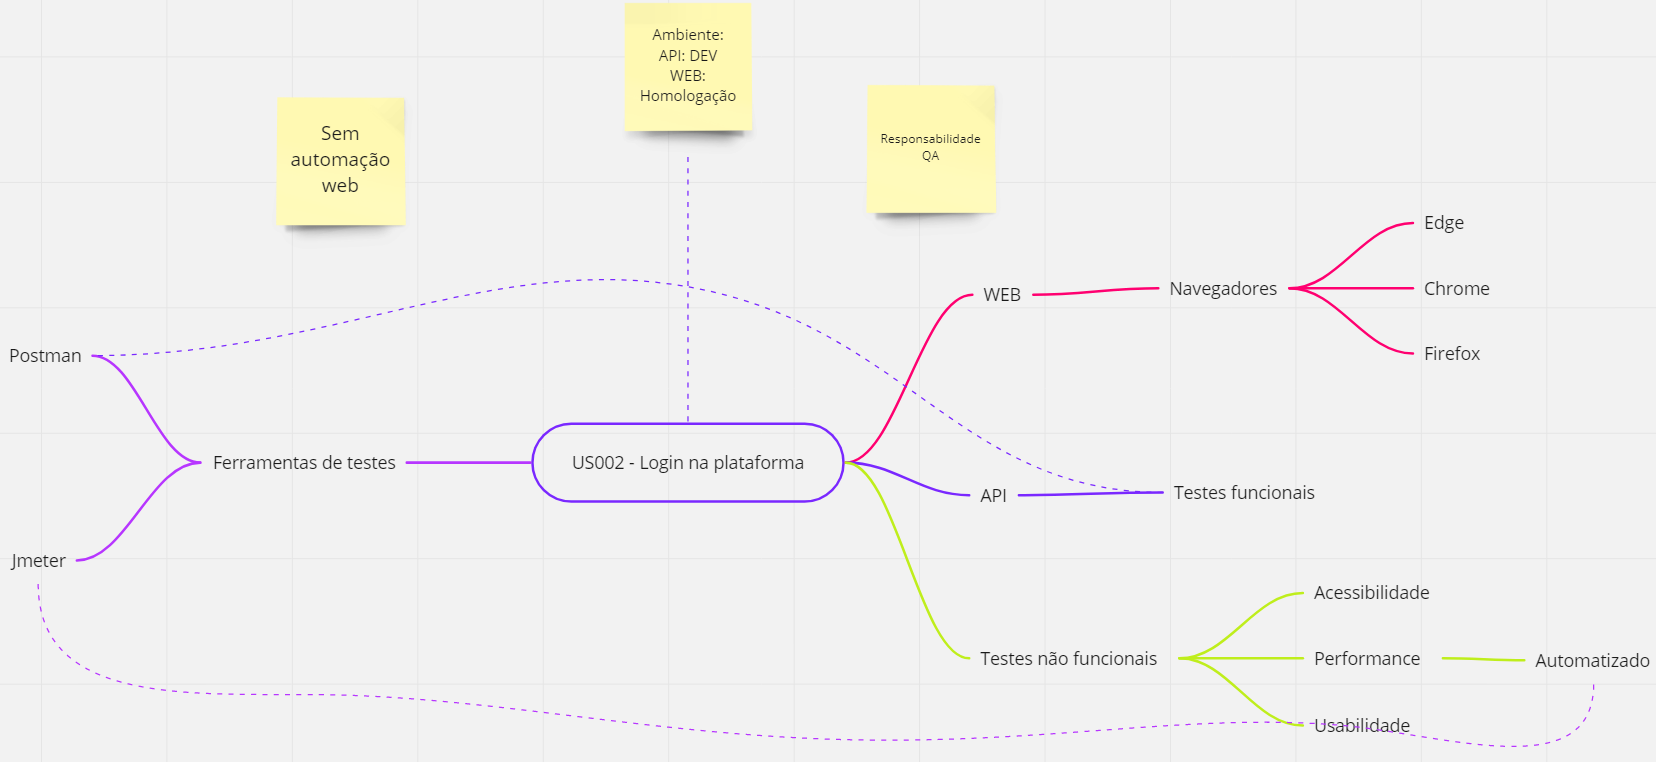 Ambiente:
API: DEV
WEB:
Homologação
Sem
automação
web
Responsabilidade
QA
Edge
WEB
Navegadores
Chrome
Postman
Firefox
Ferramentas de testes
US002 - Login na plataforma
API
Testes funcionais
Jmeter
Acessibilidade
Testes não funcionais
Performance
Automatizado
Usabilidade